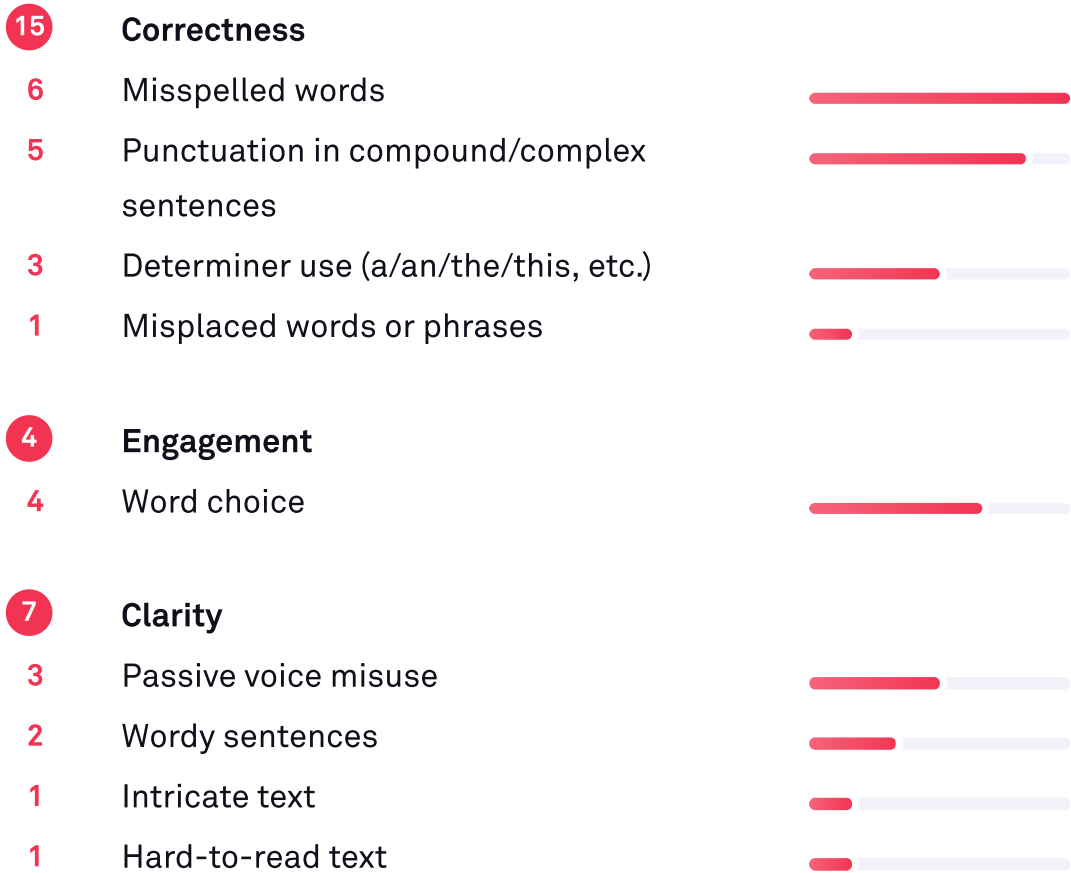 15 Correctness
6 Misspelled words
5 Punctuation in compound/complex
sentences
3 Determiner use (a/an/the/this, etc.)
1 Misplaced words or phrases
4 Engagement
4 Word choice
7 Clarity
3 Passive voice misuse
2 Wordy sentences
1 Intricate text
1 Hard-to-read text